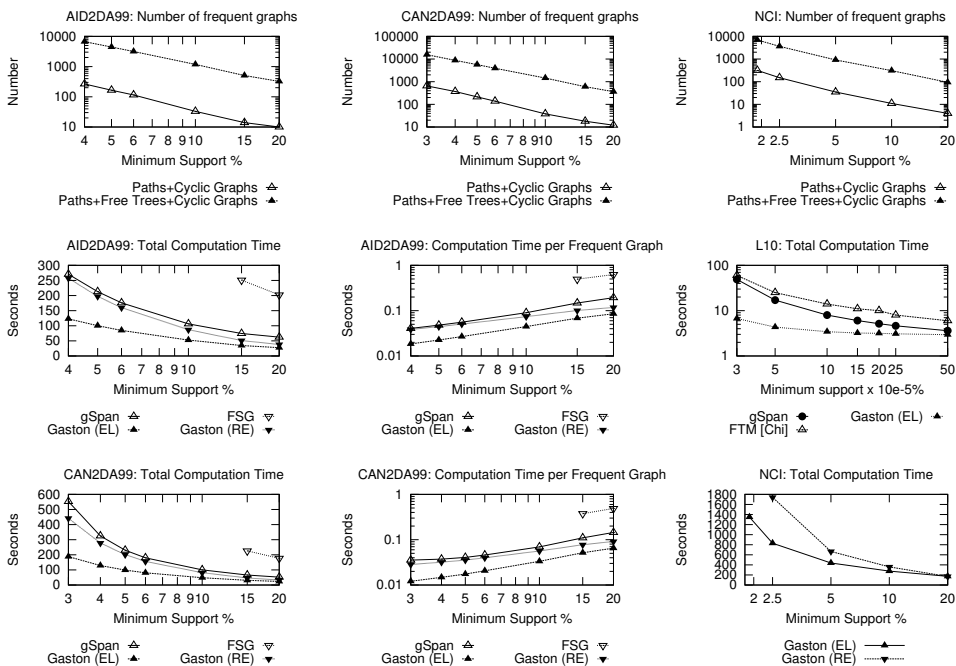 AID2DA99: Number of frequent graphs
Number
10000
1000
100
10
4 5 6 7 8 9 10 15 20
Minimum Support %
Paths+Cyclic Graphs
Paths+Free Trees+Cyclic Graphs
CAN2DA99: Number of frequent graphs
Number
100000
10000
1000
100
10
3 4 5 6 7 8 910 15 20
Minimum Support %
Paths+Cyclic Graphs
Paths+Free Trees+Cyclic Graphs
NCI: Number of frequent graphs
Number
10000
1000
100
10
1
2 2.5 5 10 20
Minimum Support %
Paths+Cyclic Graphs
Paths+Free Trees+Cyclic Graphs
AID2DA99: Total Computation Time
Seconds
300
250
200
150
100
50
0
4 5 6 7 8 9 10 15 20
Minimum Support %
gSpan FSG
Gaston (EL) Gaston (RE)
AID2DA99: Computation Time per Frequent Graph
Seconds
1
0.1
0.01
4 5 6 7 8 9 10 15 20
Minimum Support %
gSpan FSG
Gaston (EL) Gaston (RE)
L10: Total Computation Time
Seconds
100
10
1
3 5 10 15 20 25 50
Minimum support x 10e-5%
gSpan Gaston (EL)
FTM [Chi]
CAN2DA99: Total Computation Time
Seconds
600
500
400
300
200
100
0
3 4 5 6 7 8 910 15 20
Minimum Support %
gSpan FSG
Gaston (EL) Gaston (RE)
CAN2DA99: Computation Time per Frequent Graph
Seconds
1
0.1
0.01
3 4 5 6 7 8 910 15 20
Minimum Support %
gSpan FSG
Gaston (EL) Gaston (RE)
NCI: Total Computation Time
Seconds
1800
1600
1400
1200
1000
800
600
400
200
0
2 2.5 5 10 20
Minimum Support %
Gaston (EL)
Gaston (RE)